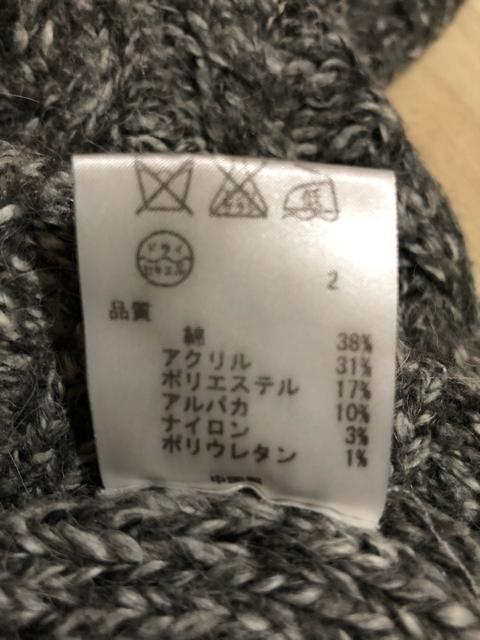 低
ドライ
セキユ系
2
品質
綿 38%
アクリル 31%
ポリエステル 17%
アルパカ 10%
ナイロン 3%
ポリウレタン 1%